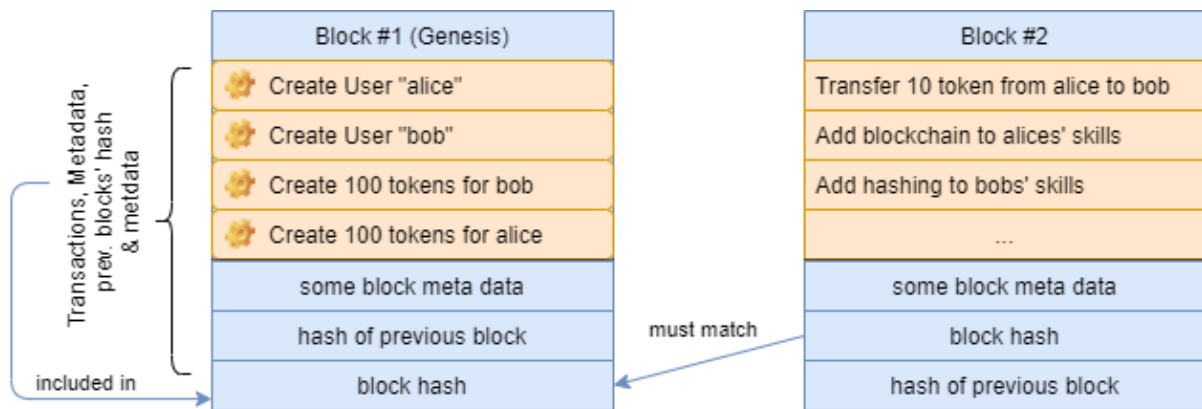 Block #1 (Genesis)
Create User "alice"
Create User "bob"
Create 100 tokens for bob
Create 100 tokens for alice
some block meta data
hash of previous block
block hash
Transactions, Metadata,
prev. blocks' hash
& metdata
included in
must match
Block #2
Transfer 10 token from alice to bob
Add blockchain to alices' skills
Add hashing to bobs' skills
...
some block meta data
block hash
hash of previous block